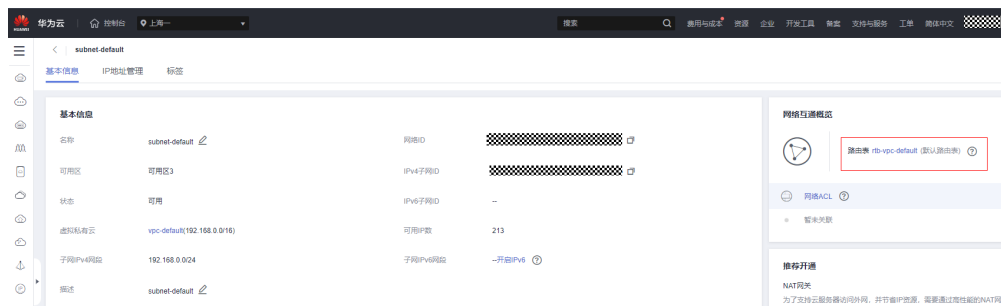 HUAWEI 华为云 控制台 上海一 搜索 费用与成本 资源 企业 开发工具 备案 支持与服务 工单 简体中文
< subnet-default
基本信息 IP地址管理 标签
基本信息 网络互通概览
名称 subnet-default 网络ID
路由表 rtb-vpc-default (默认路由表)
可用区 可用区3 IPv4子网ID
网络ACL
状态 可用 IPv6子网ID --
暂未关联
虚拟私有云 vpc-default(192.168.0.0/16) 可用IP数 213
子网IPv4网段 192.168.0.0/24 子网IPv6网段 --开启IPv6
推荐开通
NAT网关
描述 subnet-default
为了支持云服务器访问外网，并节省IP资源，需要通过高性能的NAT网